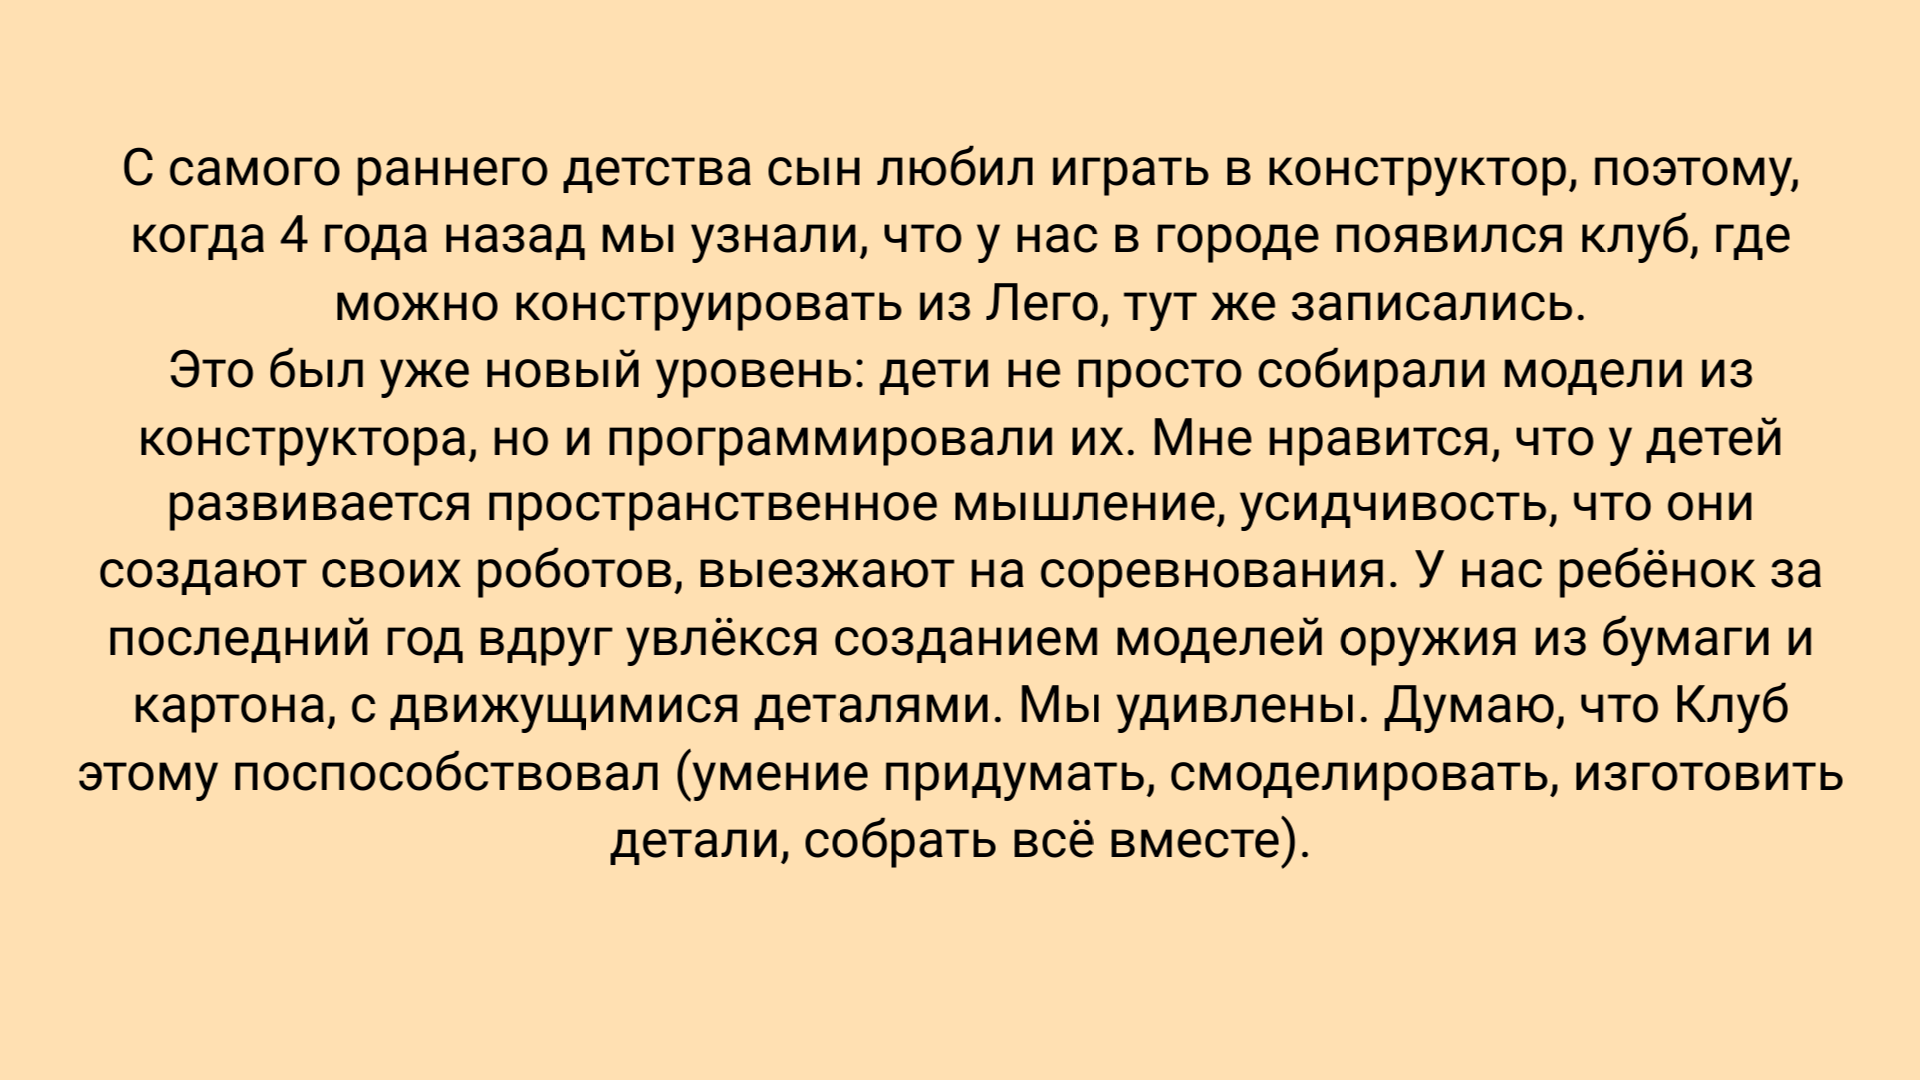 С самого раннего детства сын любил играть в конструктор, поэтому,
когда 4 года назад мы узнали, что у нас в городе появился клуб, где
можно конструировать из Лего, тут же записались.
Это был уже новый уровень: дети не просто собирали модели из
конструктора, но и программировали их. Мне нравится, что у детей
развивается пространственное мышление, усидчивость, что они
создают своих роботов, выезжают на соревнования. У нас ребёнок за
последний год вдруг увлёкся созданием моделей оружия из бумаги и
картона, с движущимися деталями. Мы удивлены. Думаю, что Клуб
этому поспособствовал (умение придумать, смоделировать, изготовить
детали, собрать всё вместе).